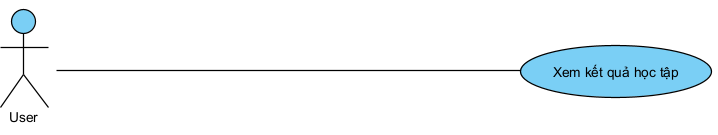 Xem kết quả học tập
User